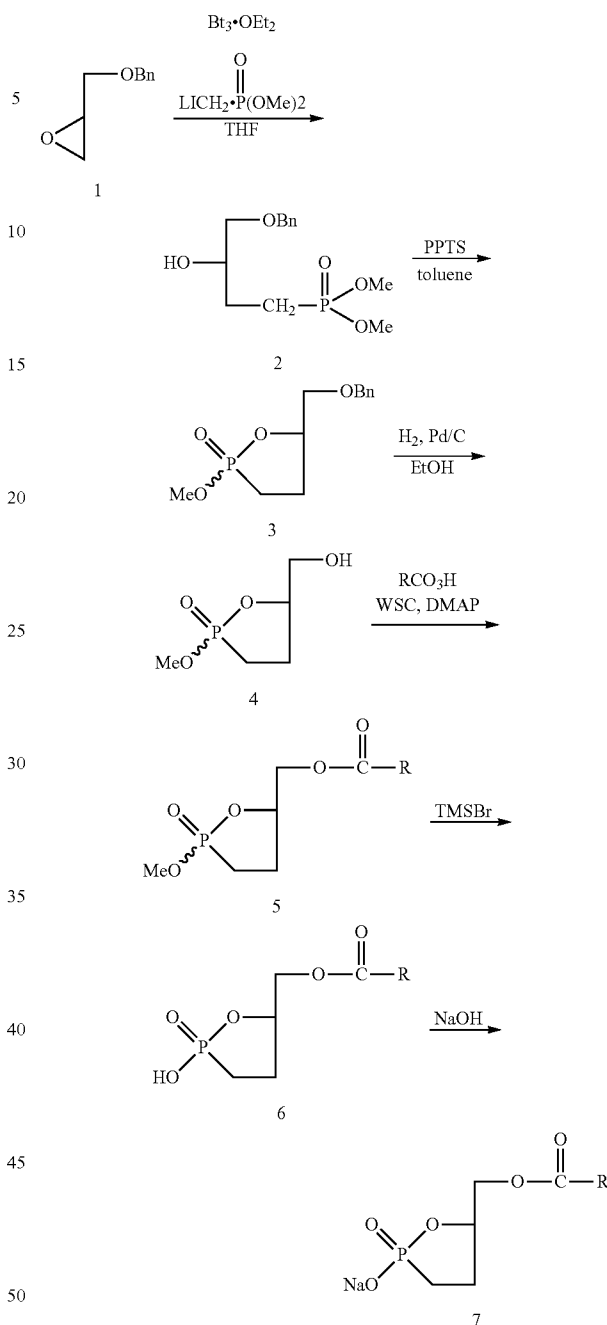 Bt₃•OEt₂
O
5
OBn
LICH₂•P(OMe)2
THF
O
1
10
OBn
HO
O
PPTS
toluene
OMe
CH₂—P
OMe
2
15
OBn
O
O
P
H₂, Pd/C
EtOH
MeO
20
3
OH
O
O
P
RCO₃H
WSC, DMAP
25
MeO
4
O
30
O—C—R
O
O
P
TMSBr
MeO
35
5
O
O—C—R
O
O
40
P
NaOH
HO
6
O
45
O—C—R
O
O
P
NaO
50
7